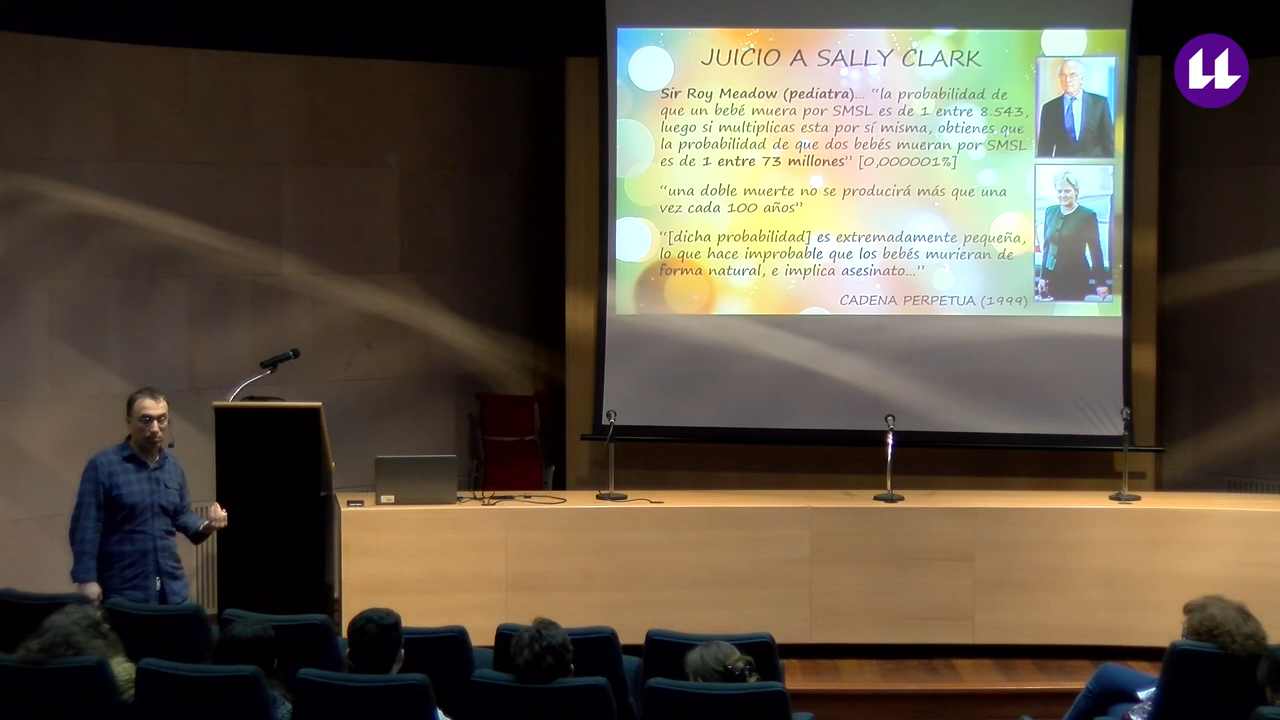 JUICIO A SALLY CLARK
Sir Roy Meadow (pediatra)... “la probabilidad de
que un bebé muera por SMSL es de 1 entre 8.543,
luego si multiplicas esta por sí misma, obtienes que
la probabilidad de que dos bebés mueran por SMSL
es de 1 entre 73 millones” [0,000001%]
“una doble muerte no se producirá más que una
vez cada 100 años”
“[dicha probabilidad] es extremadamente pequeña,
lo que hace improbable que los bebés murieran de
forma natural, e implica asesinato...”
CADENA PERPETUA (1999)